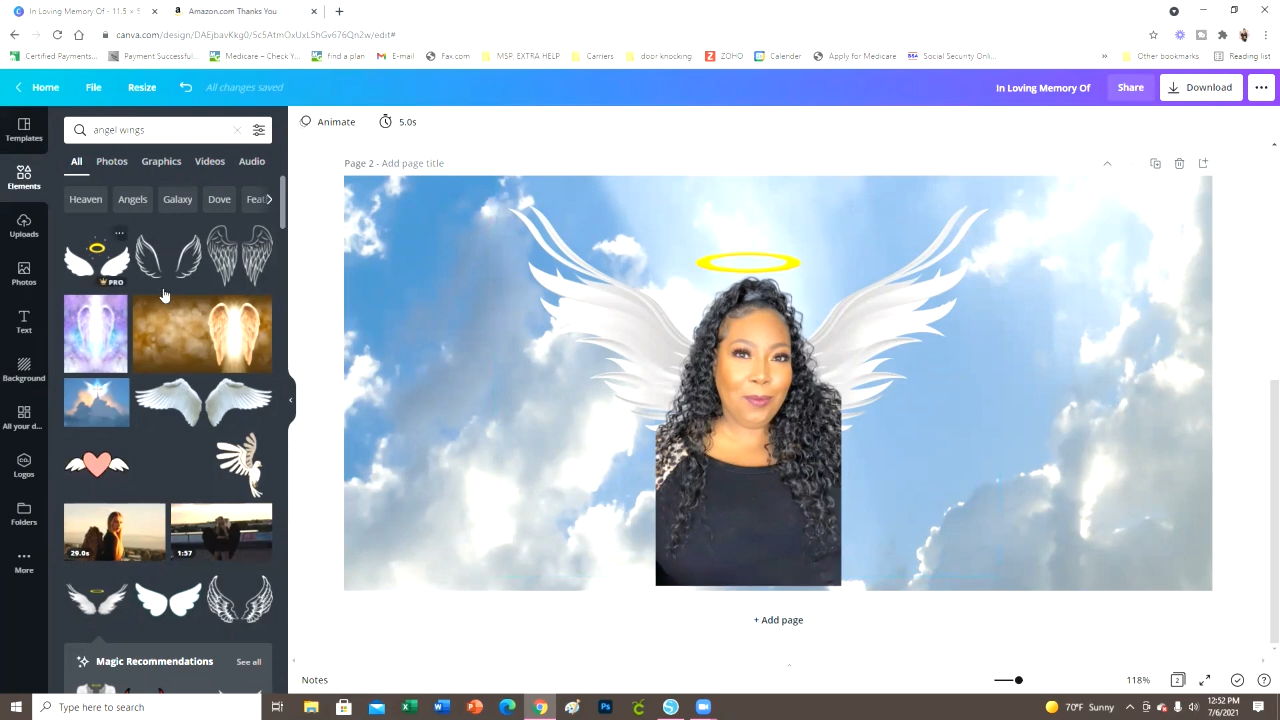 In Loving Memory Of - 11.5 × 5
Amazon.com Thanks You
canva.com/design/DAEjbavKkg0/Sc5AtmOxUxLShGv676Qn2w/edit#
Certified Payments... Payment Successful... Medicare – Check Y... find a plan E-mail Fax.com MSP, EXTRA HELP Carriers door knocking ZOHO Calender Apply for Medicare Social Security Onli... » Other bookmarks Reading list
Home File Resize All changes saved In Loving Memory Of Share Download
Templates
Elements
Uploads
Photos
Text
Background
All your d...
Logos
Folders
More
angel wings
All Photos Graphics Videos Audio
Heaven Angels Galaxy Dove Feat
PRO
29.0s 1:57
Magic Recommendations See all
Animate 5.0s
Page 2 - Add page title
+ Add page
Notes 118% 2
Type here to search
70°F Sunny
12:52 PM
7/6/2021